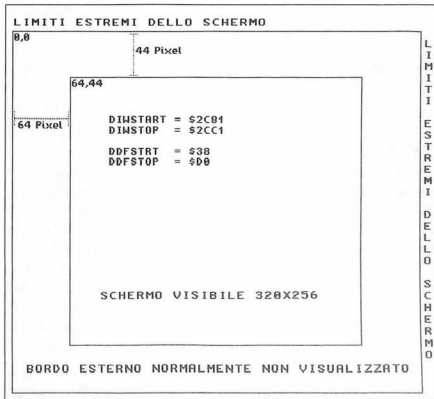 LIMITI ESTREMI DELLO SCHERMO
0,0
44 Pixel
64,44
64 Pixel
DIWSTART = $2C81
DIWSTOP = $2CC1
DDFSTRT = $38
DDFSTOP = $D0
SCHERMO VISIBILE 320X256
BORDO ESTERNO NORMALMENTE NON VISUALIZZATO
LIMITI ESTREMI DELLO SCHERMO